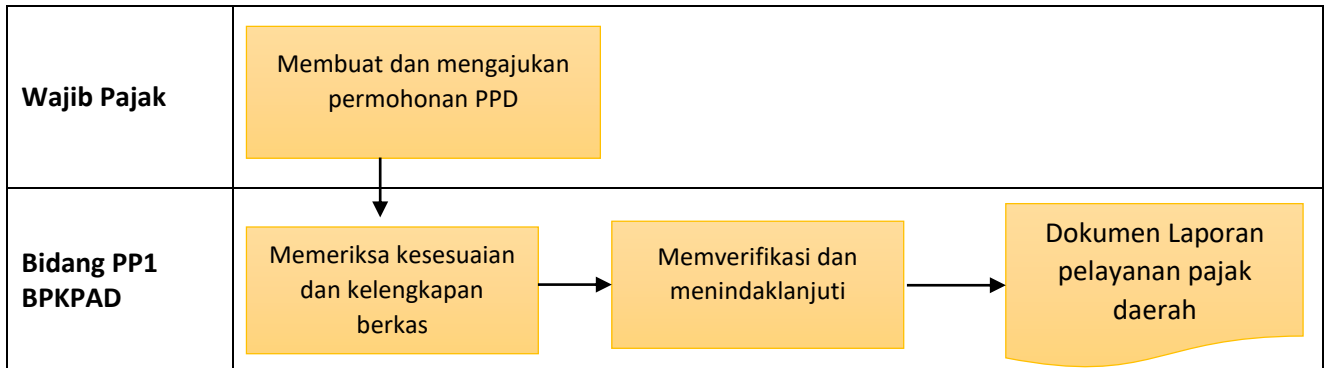 Wajib Pajak
Membuat dan mengajukan
permohonan PPD
Bidang PP1
BPKPAD
Memeriksa kesesuaian
dan kelengkapan
berkas
Memverifikasi dan
menindaklanjuti
Dokumen Laporan
pelayanan pajak
daerah